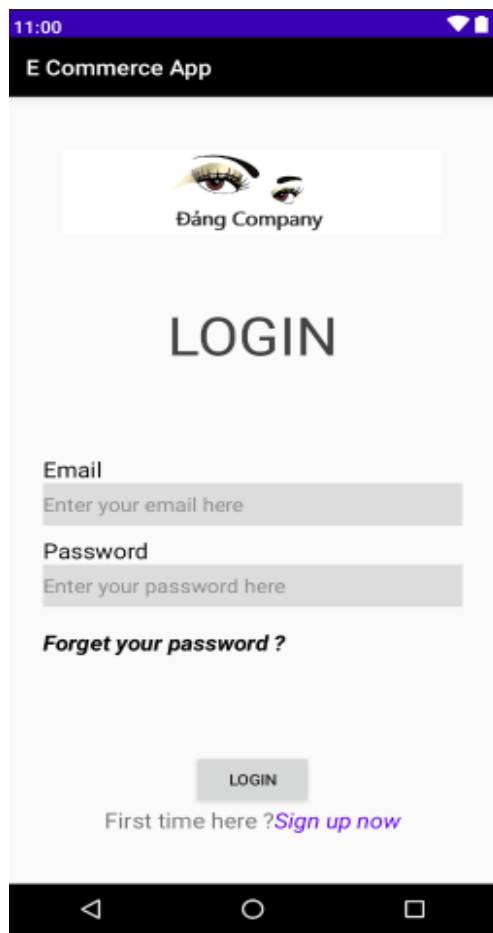 11:00
E Commerce App
Đảng Company
LOGIN
Email
Enter your email here
Password
Enter your password here
Forget your password ?
LOGIN
First time here ?Sign up now